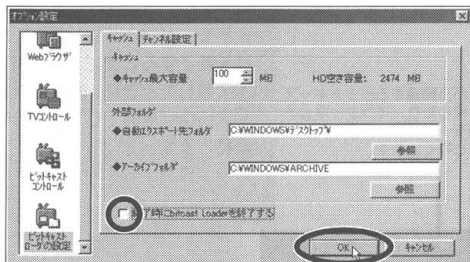 オプション設定
Webブラウザ
TVコントロール
ビットキャスト
コントロール
ビットキャスト
ローダの設定
キャッシュ
チャンネル設定
キャッシュ
◆キャッシュ最大容量 100 MB HD空き容量: 2474 MB
外部フォルダ
◆自動エクスポート先フォルダ C:¥WINDOWS¥デスクトップ¥
参照
◆アーカイブフォルダ C:¥WINDOWS¥ARCHIVE
参照
終了時にbitcast loaderを終了する
OK
キャンセル